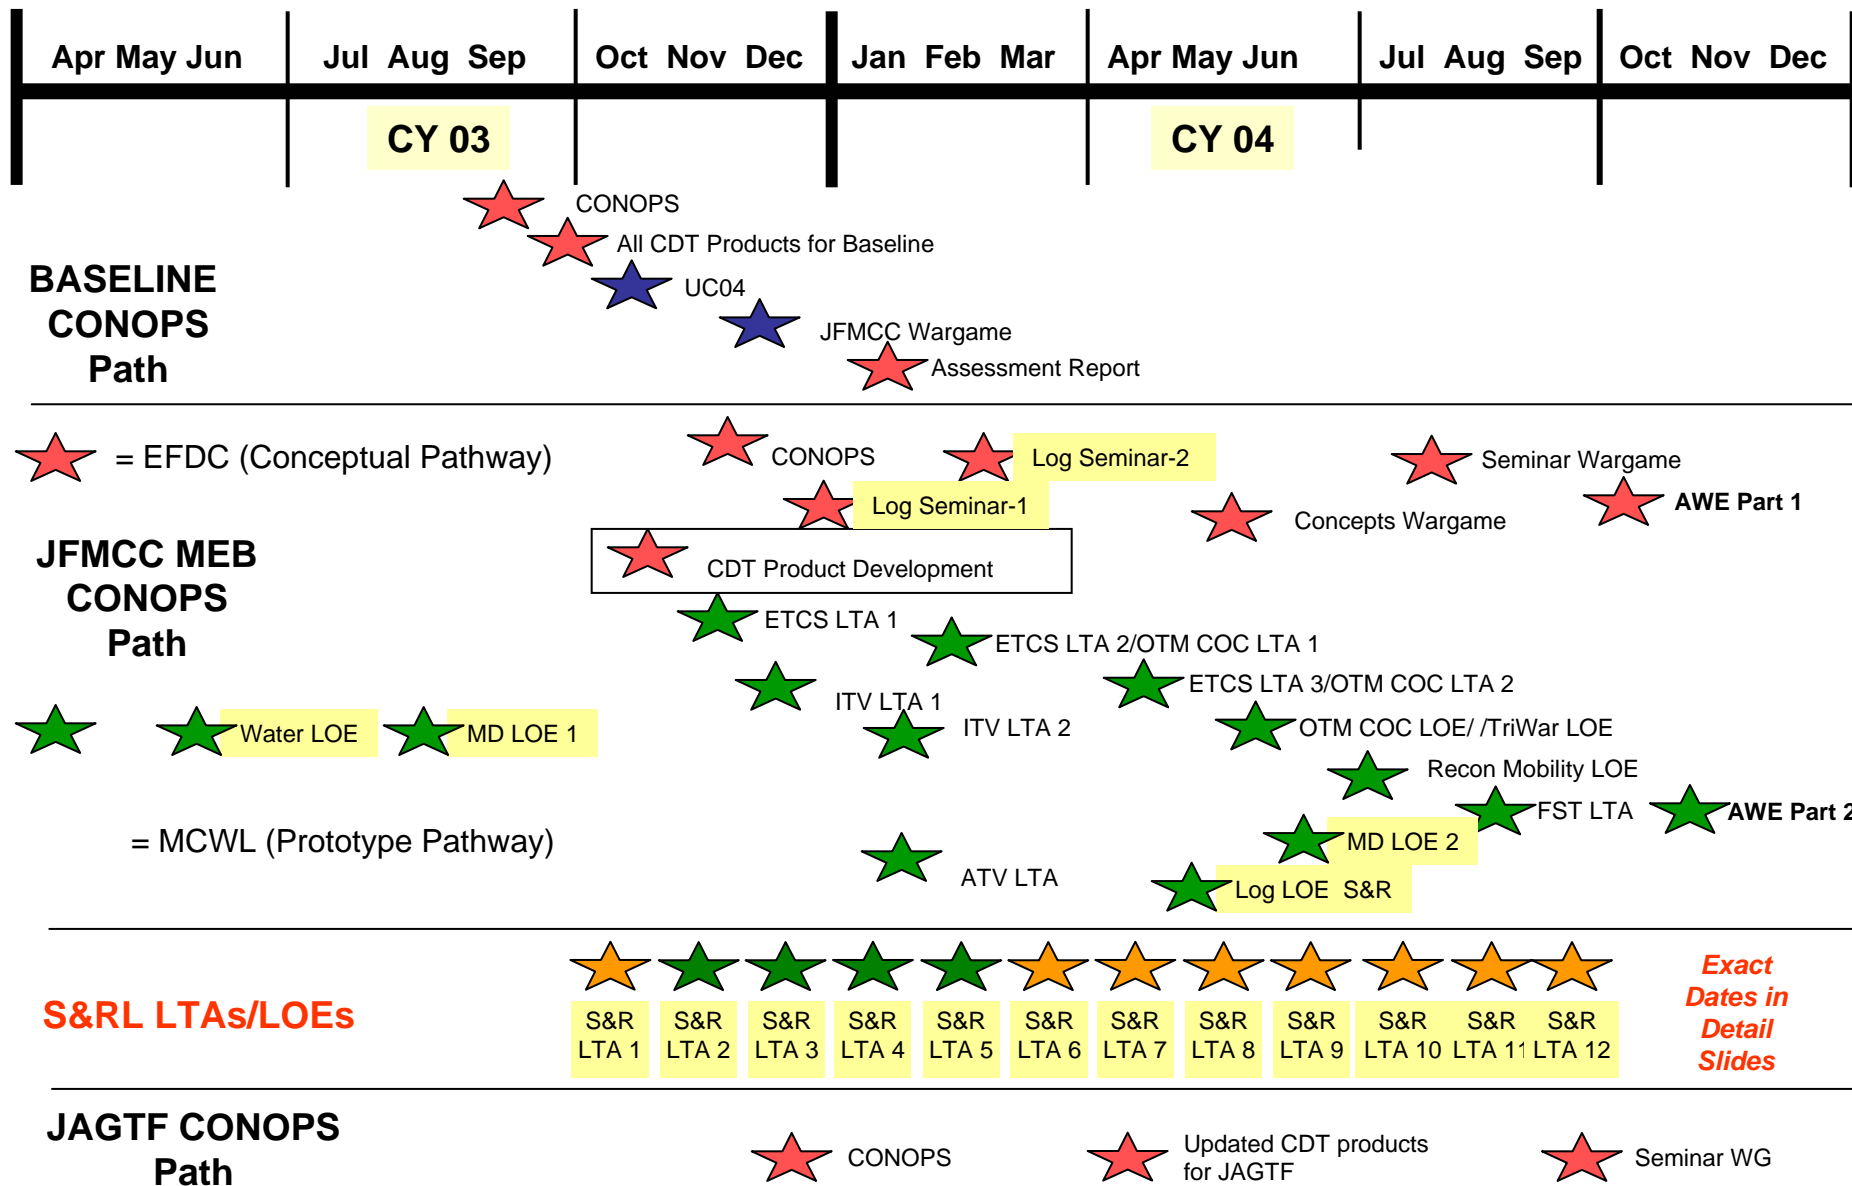 Apr May Jun
Jul Aug Sep
Oct Nov Dec
Jan Feb Mar
Apr May Jun
Jul Aug Sep
Oct Nov Dec
CY 03
CY 04
BASELINE
CONOPS
Path
CONOPS
All CDT Products for Baseline
UC04
JFMCC Wargame
Assessment Report
= EFDC (Conceptual Pathway)
CONOPS
Log Seminar-2
Seminar Wargame
Log Seminar-1
Concepts Wargame
AWE Part 1
JFMCC MEB
CONOPS
Path
CDT Product Development
ETCS LTA 1
ETCS LTA 2/OTM COC LTA 1
ITV LTA 1
ETCS LTA 3/OTM COC LTA 2
Water LOE
MD LOE 1
ITV LTA 2
OTM COC LOE/ /TriWar LOE
Recon Mobility LOE
FST LTA
AWE Part 2
= MCWL (Prototype Pathway)
MD LOE 2
ATV LTA
Log LOE S&R
S&RL LTAs/LOEs
S&R
LTA 1
S&R
LTA 2
S&R
LTA 3
S&R
LTA 4
S&R
LTA 5
S&R
LTA 6
S&R
LTA 7
S&R
LTA 8
S&R
LTA 9
S&R
LTA 10
S&R
LTA 11
S&R
LTA 12
Exact
Dates in
Detail
Slides
JAGTF CONOPS
Path
CONOPS
Updated CDT products
for JAGTF
Seminar WG